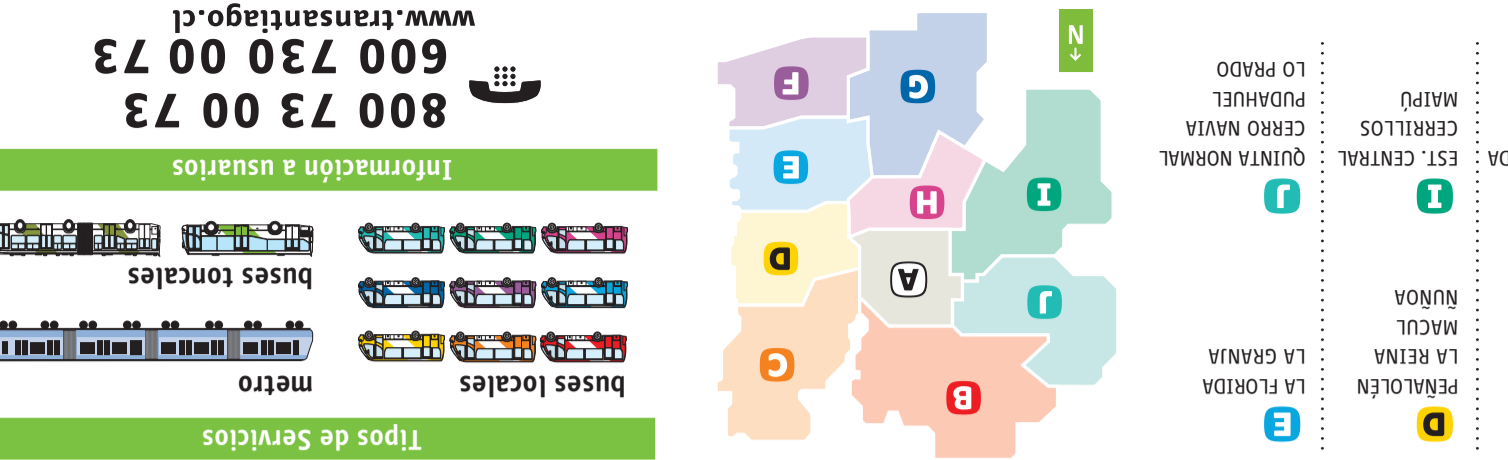 D
PEÑALOLÉN
LA REINA
MACUL
ÑUÑOA
E
LA FLORIDA
LA GRANJA
I
EST. CENTRAL
CERRILLOS
MAIPÚ
J
QUINTA NORMAL
CERRO NAVIA
PUDAHUEL
LO PRADO
B
C
J
A
D
I
H
E
G
F
N
Tipos de Servicios
buses locales
metro
buses toncales
Información a usuarios
800 73 00 73
600 730 00 73
www.transantiago.cl